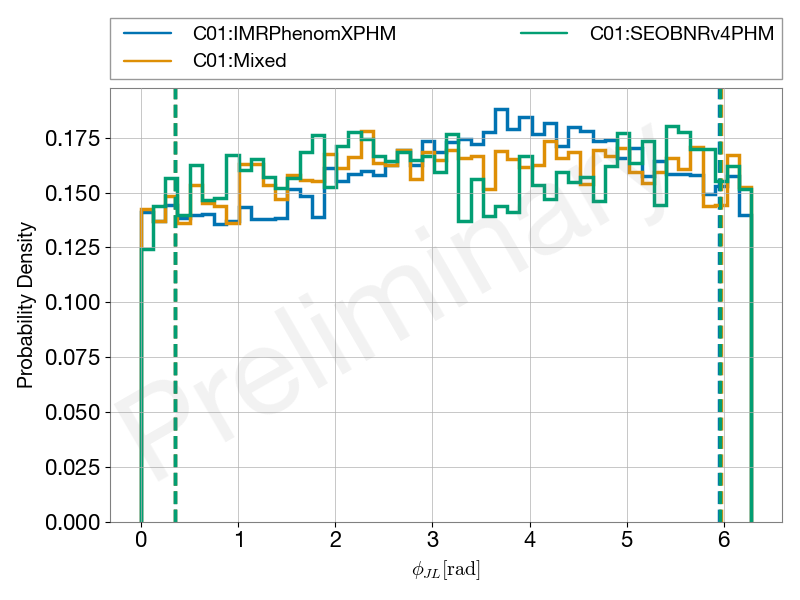 C01:IMRPhenomXPHM
C01:Mixed
C01:SEOBNRv4PHM
Probability Density
0.175
0.150
0.125
0.100
0.075
0.050
0.025
0.000
0 1 2 3 4 5 6
ϕ_JL[rad]
Preliminary